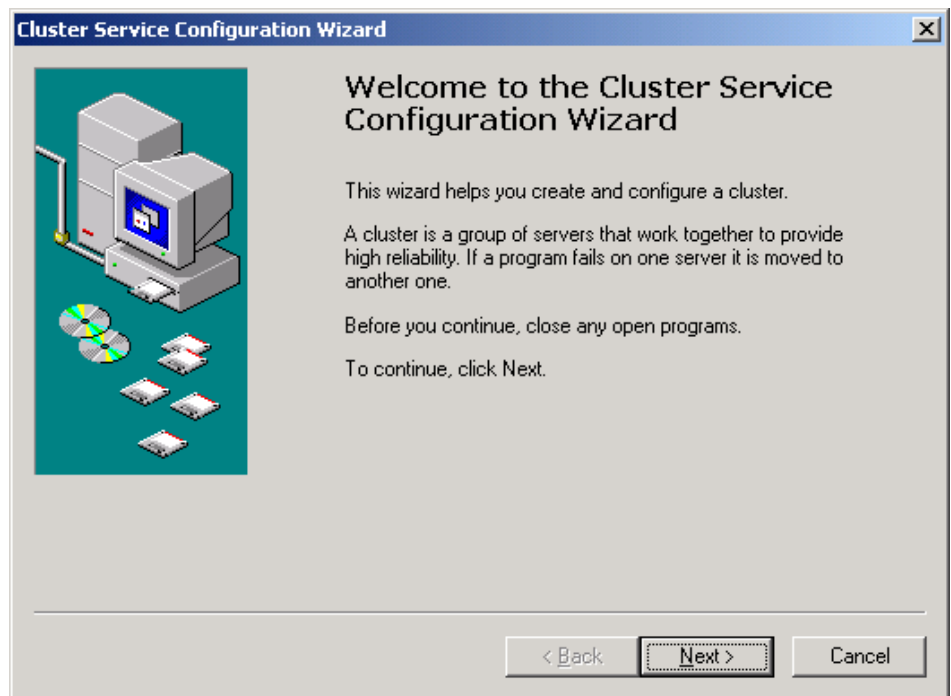 Cluster Service Configuration Wizard
Welcome to the Cluster Service
Configuration Wizard
This wizard helps you create and configure a cluster.
A cluster is a group of servers that work together to provide
high reliability. If a program fails on one server it is moved to
another one.
Before you continue, close any open programs.
To continue, click Next.
< Back
Next >
Cancel